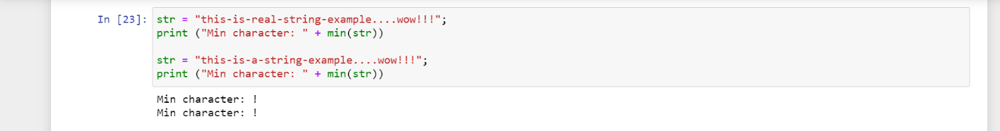 In [23]: str = "this-is-real-string-example....wow!!!";
print ("Min character: " + min(str))
str = "this-is-a-string-example....wow!!!";
print ("Min character: " + min(str))
Min character: !
Min character: !